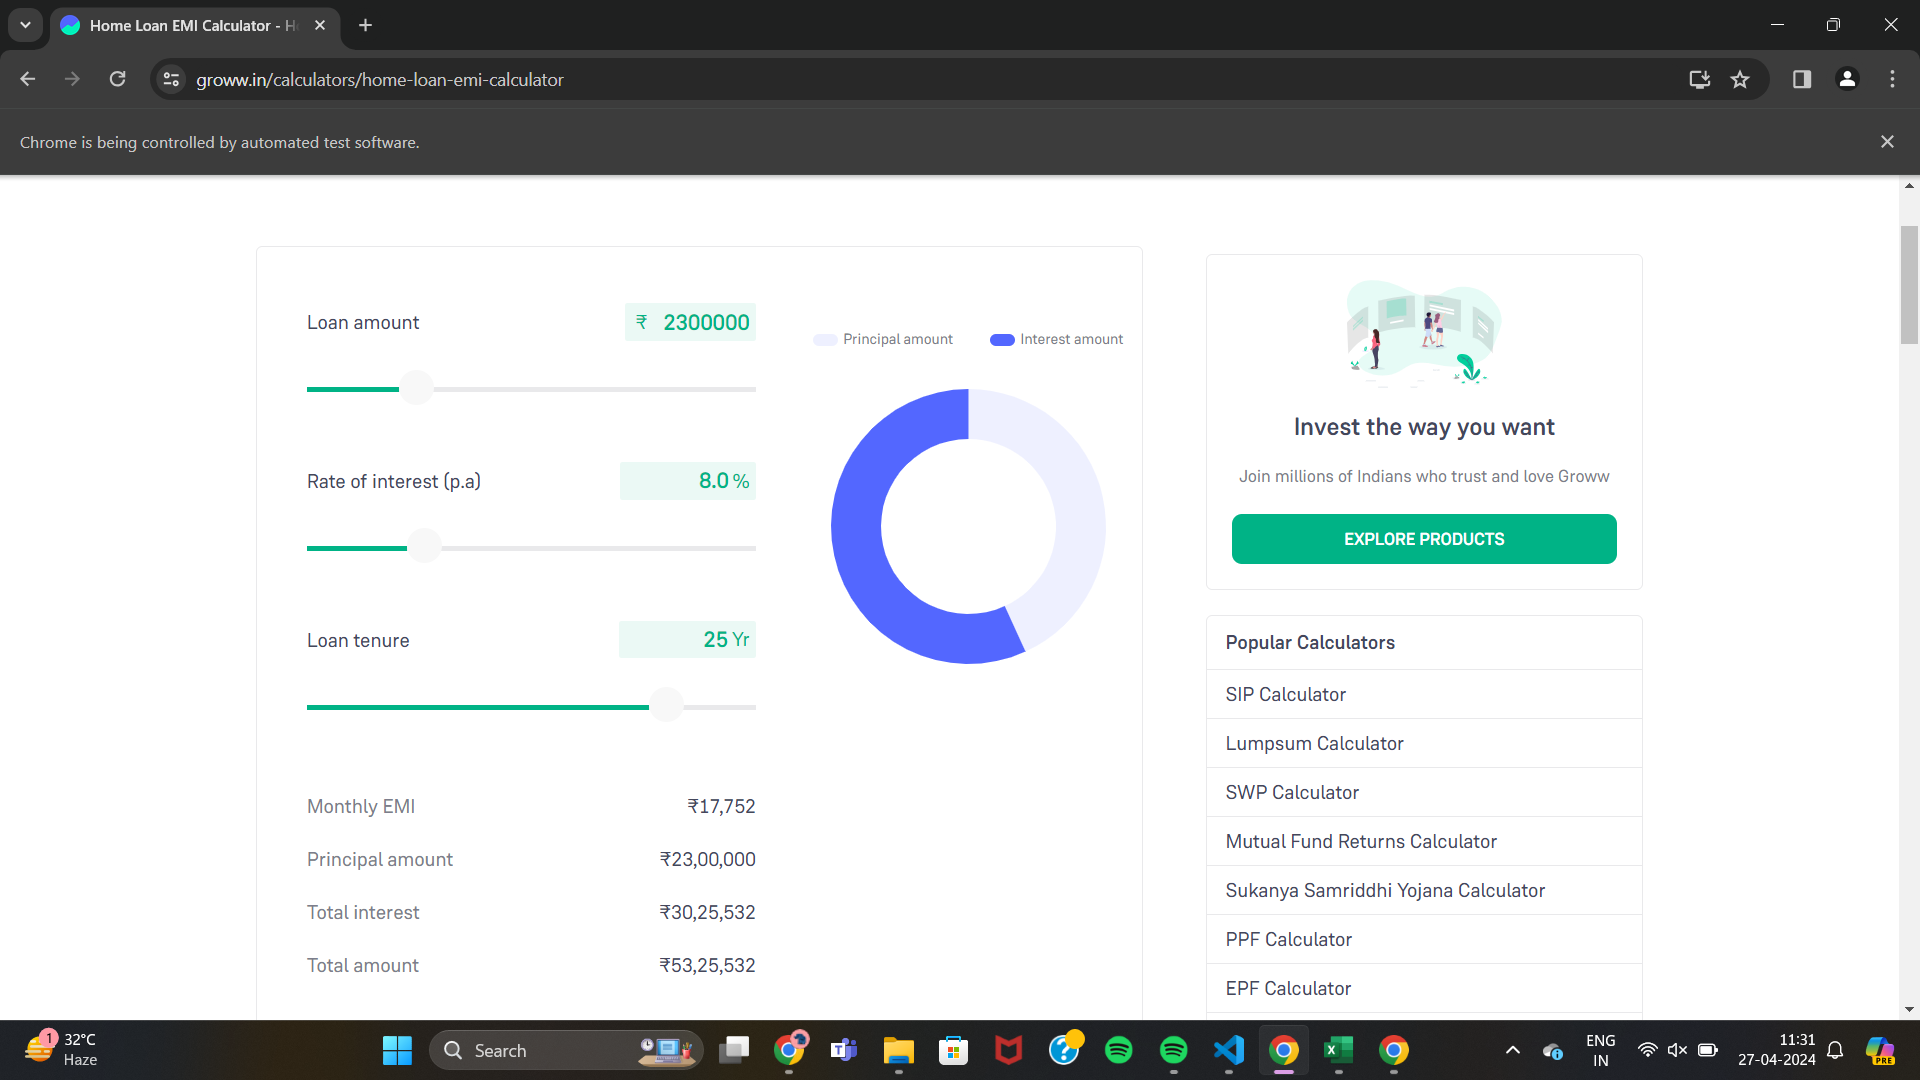 Home Loan EMI Calculator - H
groww.in/calculators/home-loan-emi-calculator
Chrome is being controlled by automated test software.
Loan amount
₹ 2300000
Rate of interest (p.a)
8.0 %
Loan tenure
25 Yr
Principal amount
Interest amount
Monthly EMI
₹17,752
Principal amount
₹23,00,000
Total interest
₹30,25,532
Total amount
₹53,25,532
Invest the way you want
Join millions of Indians who trust and love Groww
EXPLORE PRODUCTS
Popular Calculators
SIP Calculator
Lumpsum Calculator
SWP Calculator
Mutual Fund Returns Calculator
Sukanya Samriddhi Yojana Calculator
PPF Calculator
EPF Calculator
1
32°C
Haze
Search
ENG
IN
11:31
27-04-2024
PRE